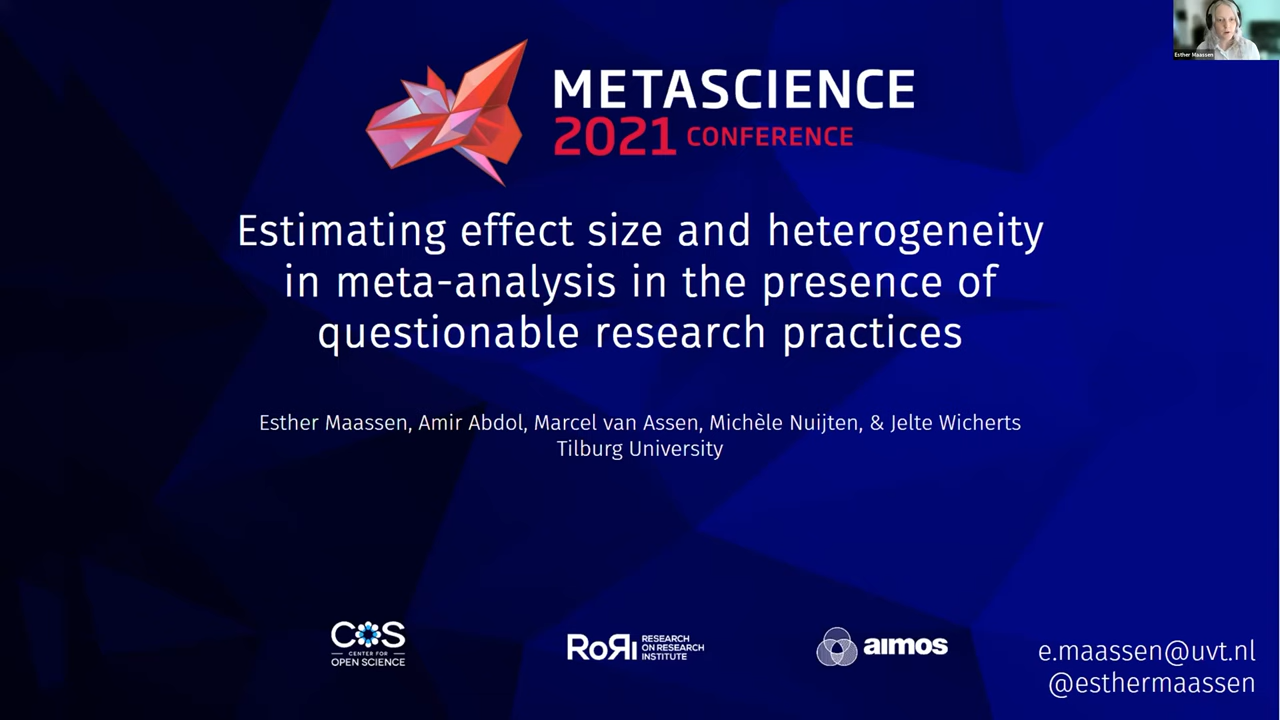 Esther Maassen
METASCIENCE
2021 CONFERENCE
Estimating effect size and heterogeneity
in meta-analysis in the presence of
questionable research practices
Esther Maassen, Amir Abdol, Marcel van Assen, Michèle Nuijten, & Jelte Wicherts
Tilburg University
COS
CENTER FOR
OPEN SCIENCE
RoRI
RESEARCH
ON RESEARCH
INSTITUTE
aimos
e.maassen@uvt.nl
@esthermaassen